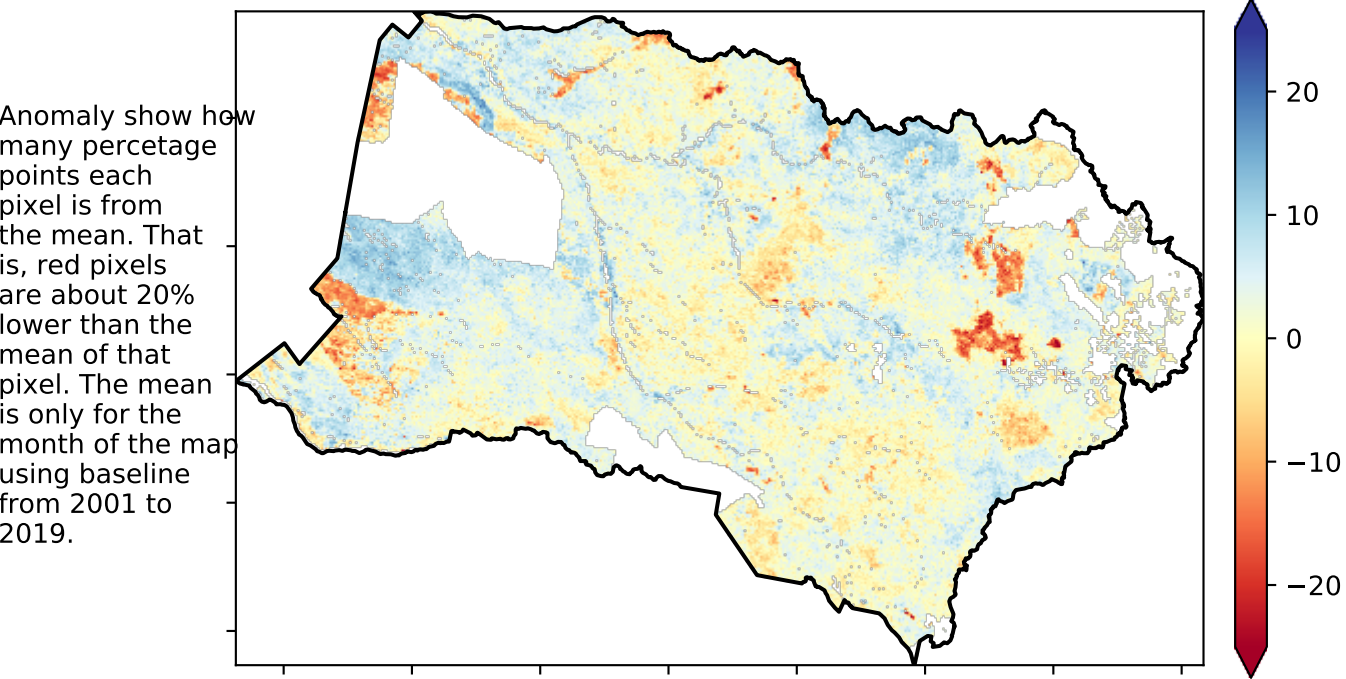 Anomaly show how
many percetage
points each
pixel is from
the mean. That
is, red pixels
are about 20%
lower than the
mean of that
pixel. The mean
is only for the
month of the map
using baseline
from 2001 to
2019.
20
10
0
−10
−20